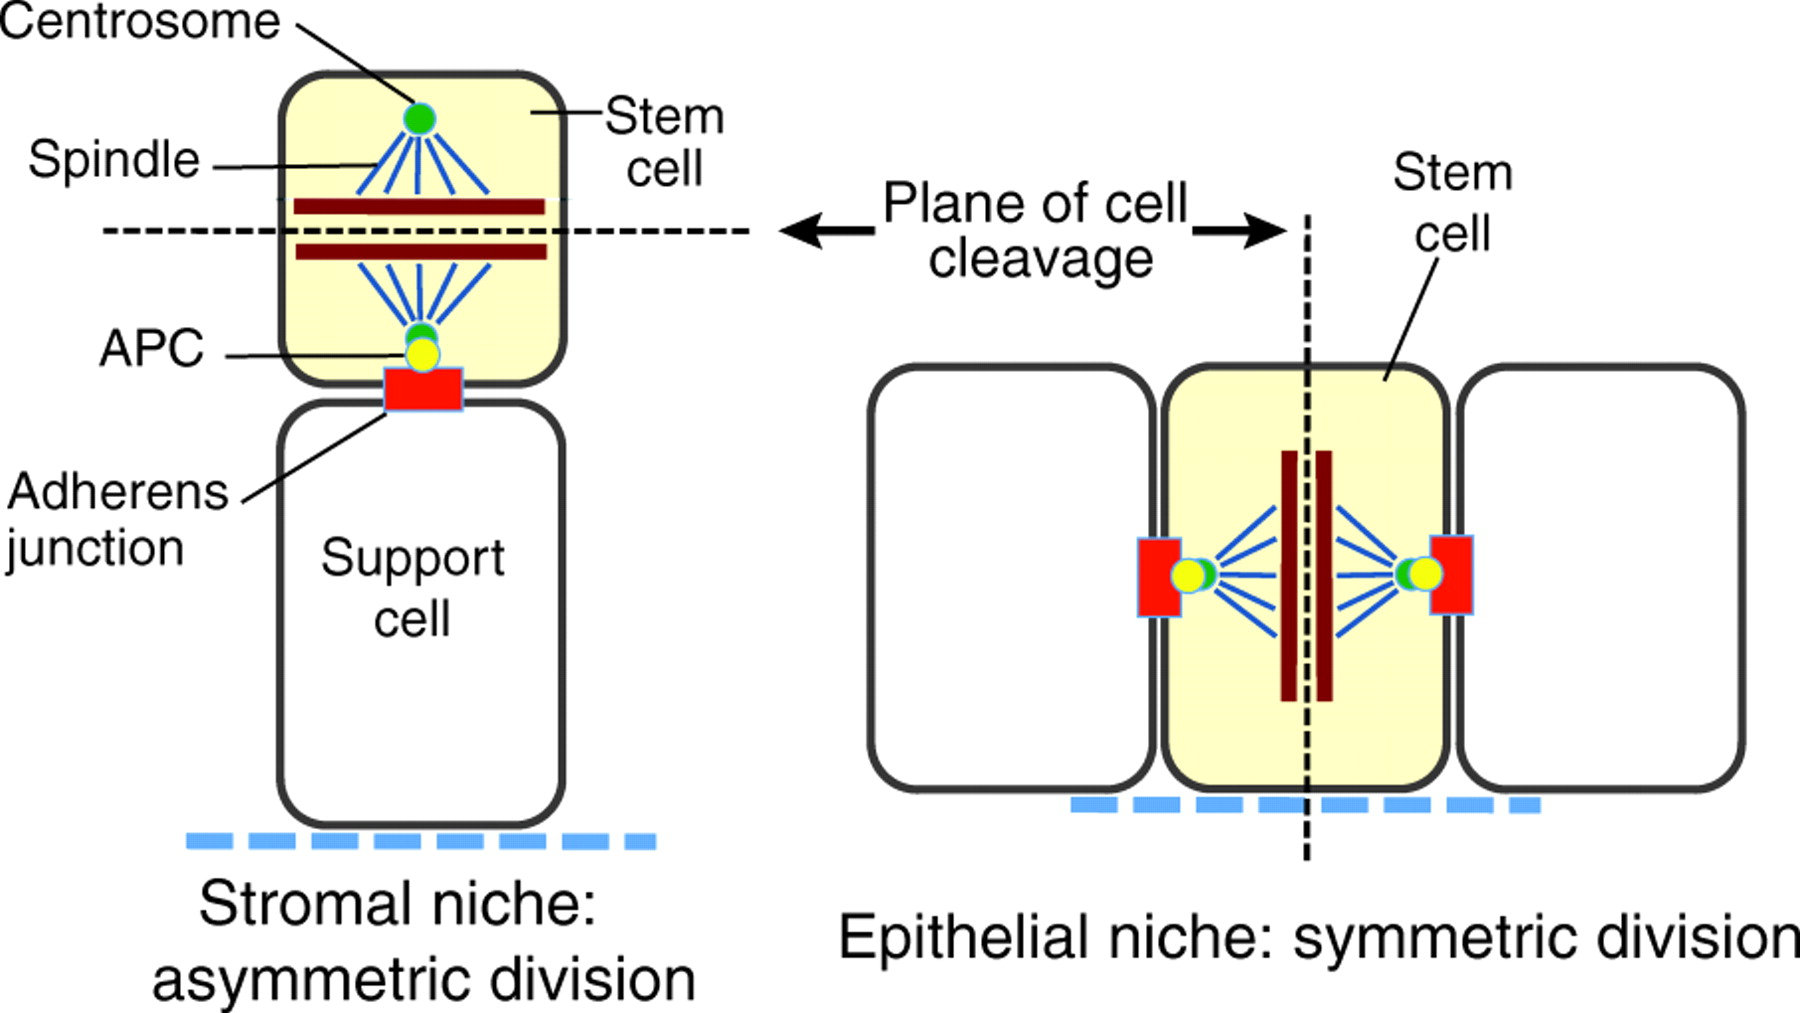 Centrosome
Stem
cell
Spindle
APC
Adherens
junction
Support
cell
Stromal niche:
asymmetric division
Plane of cell
cleavage
Stem
cell
Epithelial niche: symmetric division